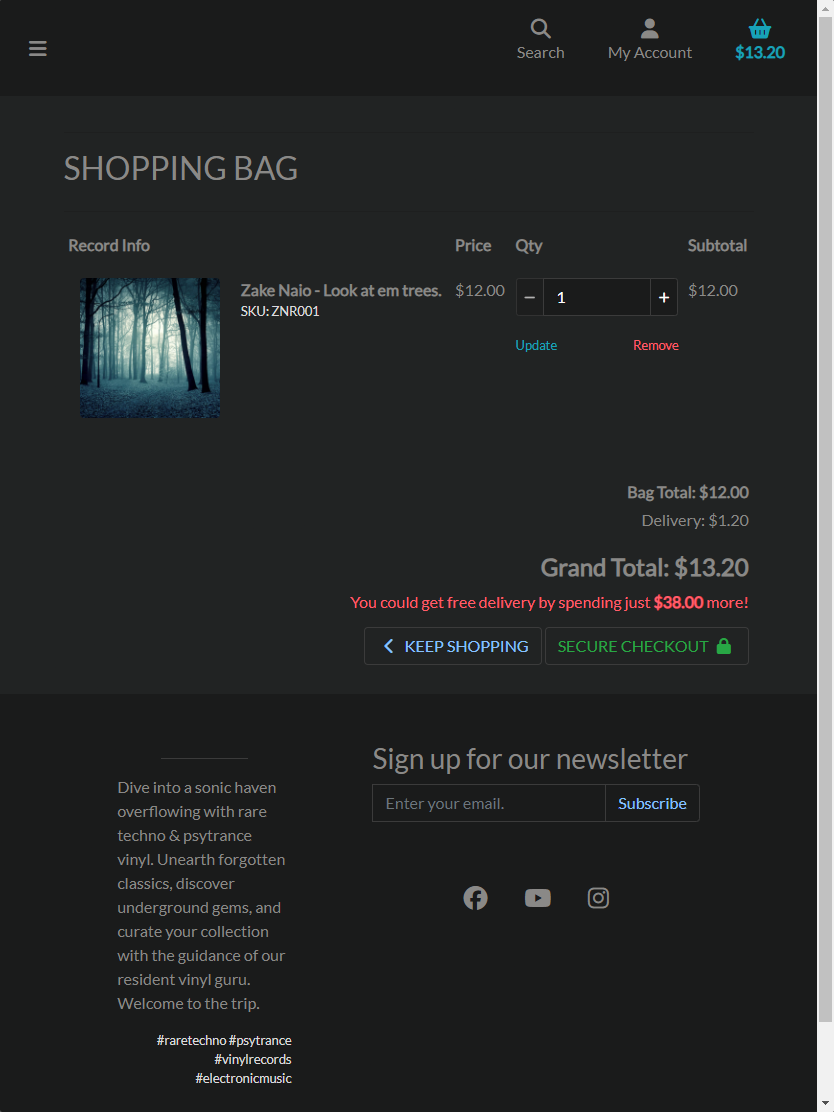 Search
My Account
$13.20
SHOPPING BAG
Record Info
Price
Qty
Subtotal
Zake Naio - Look at em trees.
SKU: ZNR001
$12.00
1
$12.00
Update
Remove
Bag Total: $12.00
Delivery: $1.20
Grand Total: $13.20
You could get free delivery by spending just $38.00 more!
KEEP SHOPPING
SECURE CHECKOUT
Dive into a sonic haven
overflowing with rare
techno & psytrance
vinyl. Unearth forgotten
classics, discover
underground gems, and
curate your collection
with the guidance of our
resident vinyl guru.
Welcome to the trip.
#raretechno #psytrance
#vinylrecords
#electronicmusic
Sign up for our newsletter
Enter your email.
Subscribe